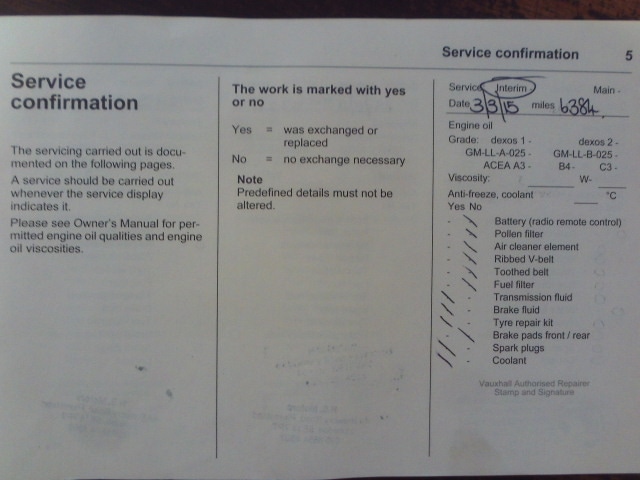 Service confirmation 5
Service
confirmation
The servicing carried out is docu-
mented on the following pages.
A service should be carried out
whenever the service display
indicates it.
Please see Owner's Manual for per-
mitted engine oil qualities and engine
oil viscosities.
The work is marked with yes
or no
Yes = was exchanged or
replaced
No = no exchange necessary
Note
Predefined details must not be
altered.
Service Interim Main -
Date 3/3/15 miles 6384
Engine oil
Grade: dexos 1 - dexos 2 -
GM-LL-A-025 - GM-LL-B-025 -
ACEA A3 - B4 - C3 -
Viscosity: W-
Anti-freeze, coolant °C
Yes No
Battery (radio remote control)
Pollen filter
Air cleaner element
Ribbed V-belt
Toothed belt
Fuel filter
Transmission fluid
Brake fluid
Tyre repair kit
Brake pads front / rear
Spark plugs
Coolant
Vauxhall Authorised Repairer
Stamp and Signature